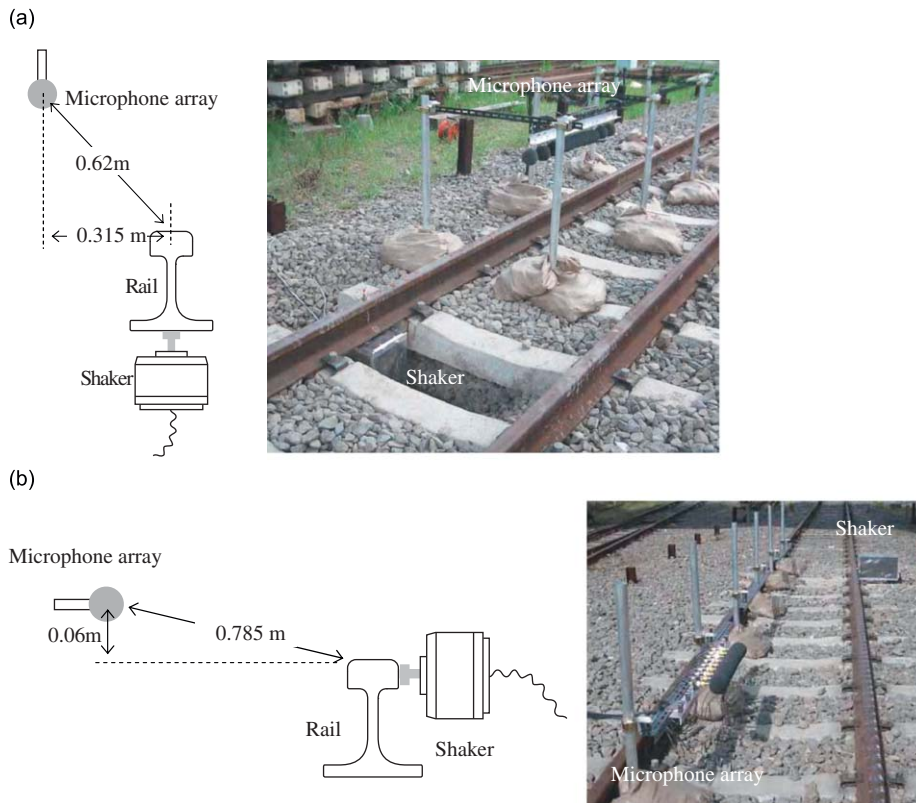 (a)
Microphone array
0.62m
0.315 m
Rail
Shaker
Microphone array
Shaker
(b)
Microphone array
0.06m
0.785 m
Rail
Shaker
Shaker
Microphone array